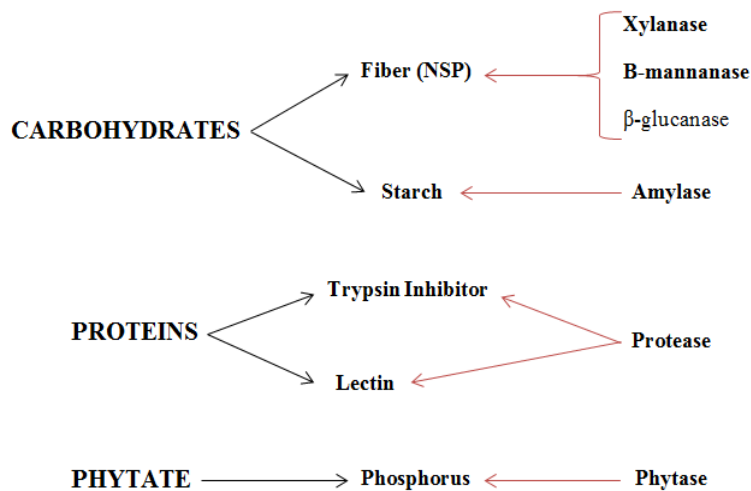 Xylanase
Fiber (NSP)
B-mannanase
CARBOHYDRATES
β-glucanase
Starch
Amylase
Trypsin Inhibitor
PROTEINS
Protease
Lectin
PHYTATE
Phosphorus
Phytase